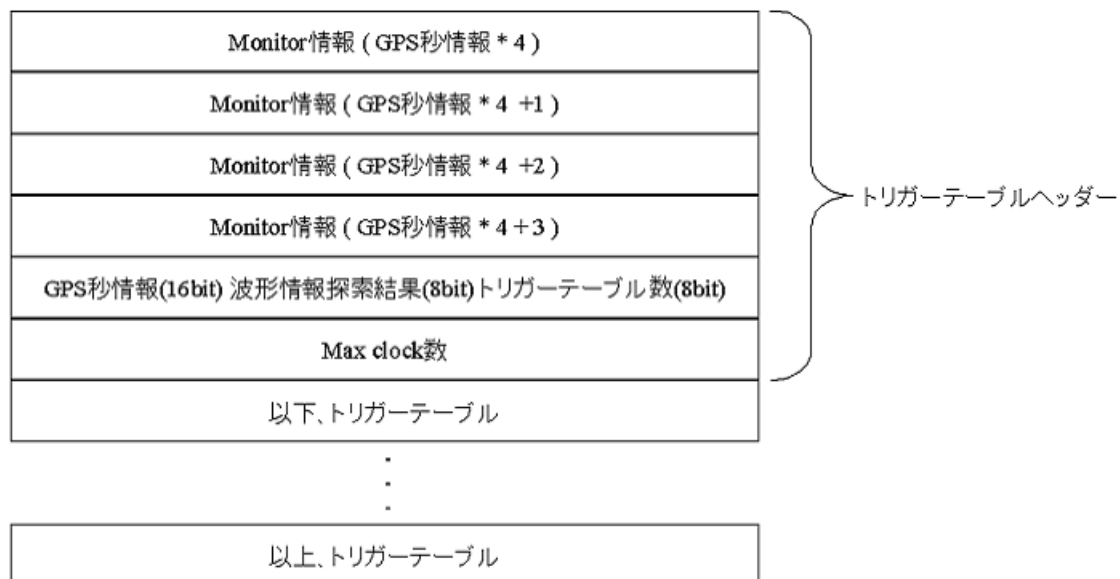 Monitor情報 ( GPS秒情報 * 4 )
Monitor情報 ( GPS秒情報 * 4 +1 )
Monitor情報 ( GPS秒情報 * 4 +2 )
Monitor情報 ( GPS秒情報 * 4 + 3 )
トリガーテーブルヘッダー
GPS秒情報(16bit) 波形情報探索結果(8bit)トリガーテーブル数(8bit)
Max clock数
以下、トリガーテーブル
以上、トリガーテーブル